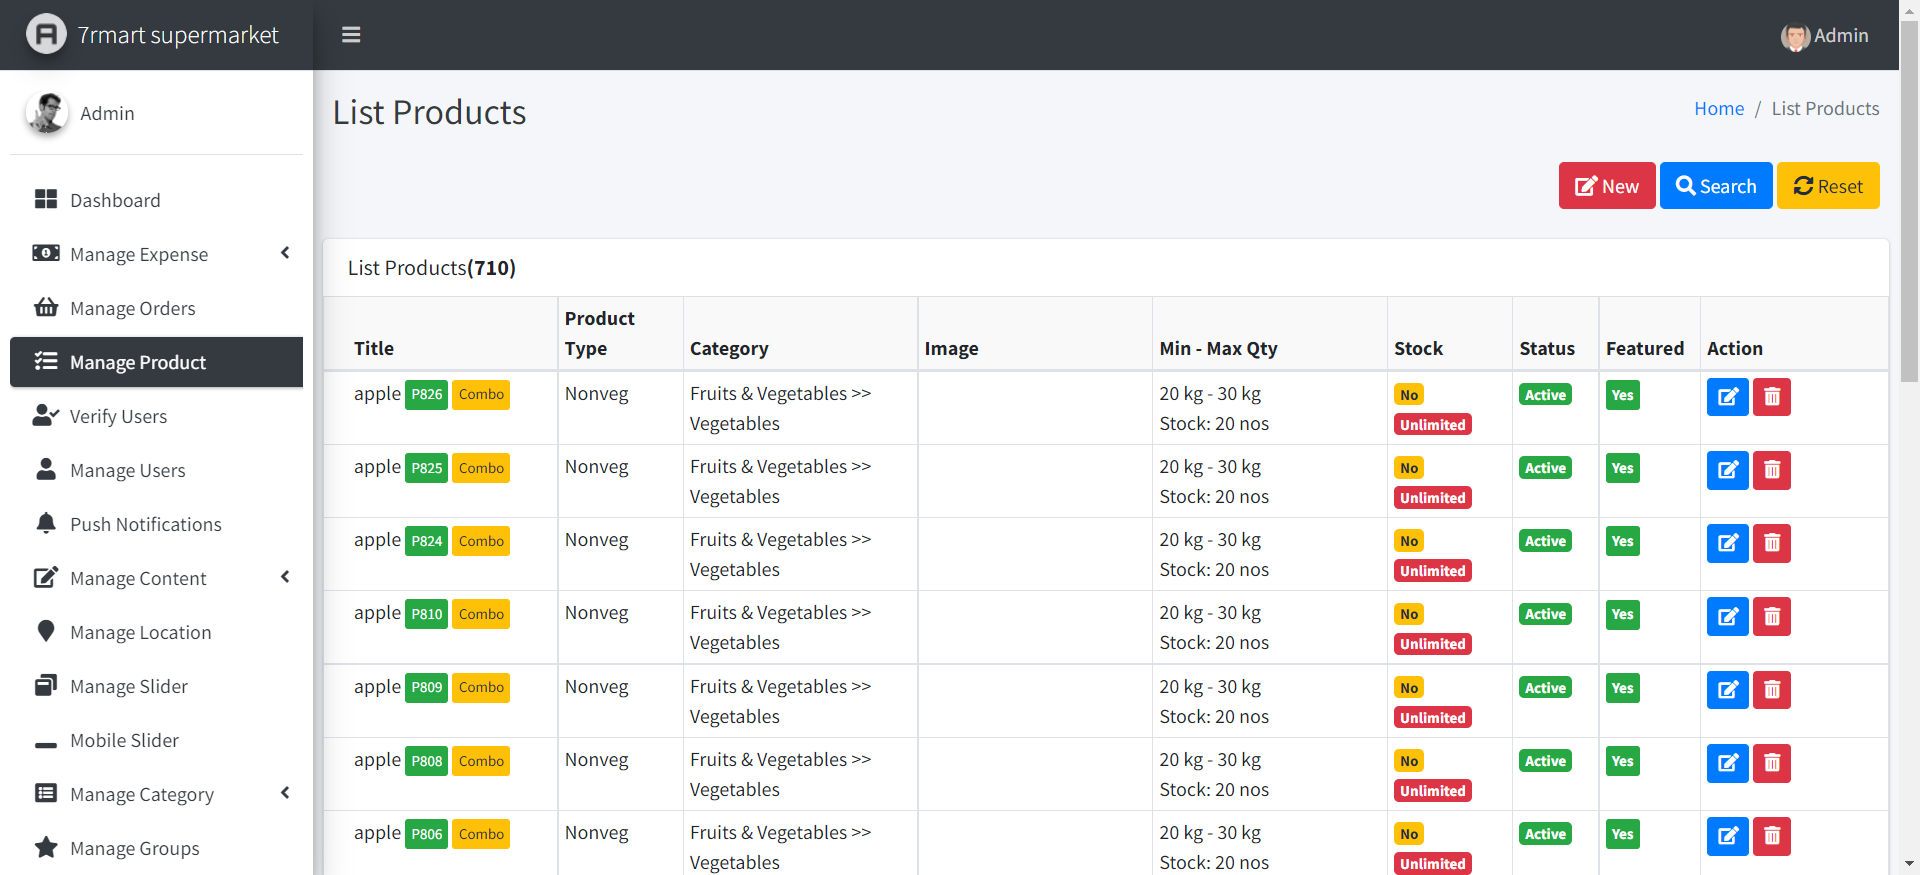 7rmart supermarket
Admin
Admin
List Products
Home / List Products
New Search Reset
Dashboard
Manage Expense
Manage Orders
Manage Product
Verify Users
Manage Users
Push Notifications
Manage Content
Manage Location
Manage Slider
Mobile Slider
Manage Category
Manage Groups
List Products(710)
Title Product Type Category Image Min - Max Qty Stock Status Featured Action
apple P826 Combo Nonveg Fruits & Vegetables >> 20 kg - 30 kg No Active Yes
Vegetables Stock: 20 nos Unlimited
apple P825 Combo Nonveg Fruits & Vegetables >> 20 kg - 30 kg No Active Yes
Vegetables Stock: 20 nos Unlimited
apple P824 Combo Nonveg Fruits & Vegetables >> 20 kg - 30 kg No Active Yes
Vegetables Stock: 20 nos Unlimited
apple P810 Combo Nonveg Fruits & Vegetables >> 20 kg - 30 kg No Active Yes
Vegetables Stock: 20 nos Unlimited
apple P809 Combo Nonveg Fruits & Vegetables >> 20 kg - 30 kg No Active Yes
Vegetables Stock: 20 nos Unlimited
apple P808 Combo Nonveg Fruits & Vegetables >> 20 kg - 30 kg No Active Yes
Vegetables Stock: 20 nos Unlimited
apple P806 Combo Nonveg Fruits & Vegetables >> 20 kg - 30 kg No Active Yes
Vegetables Stock: 20 nos Unlimited